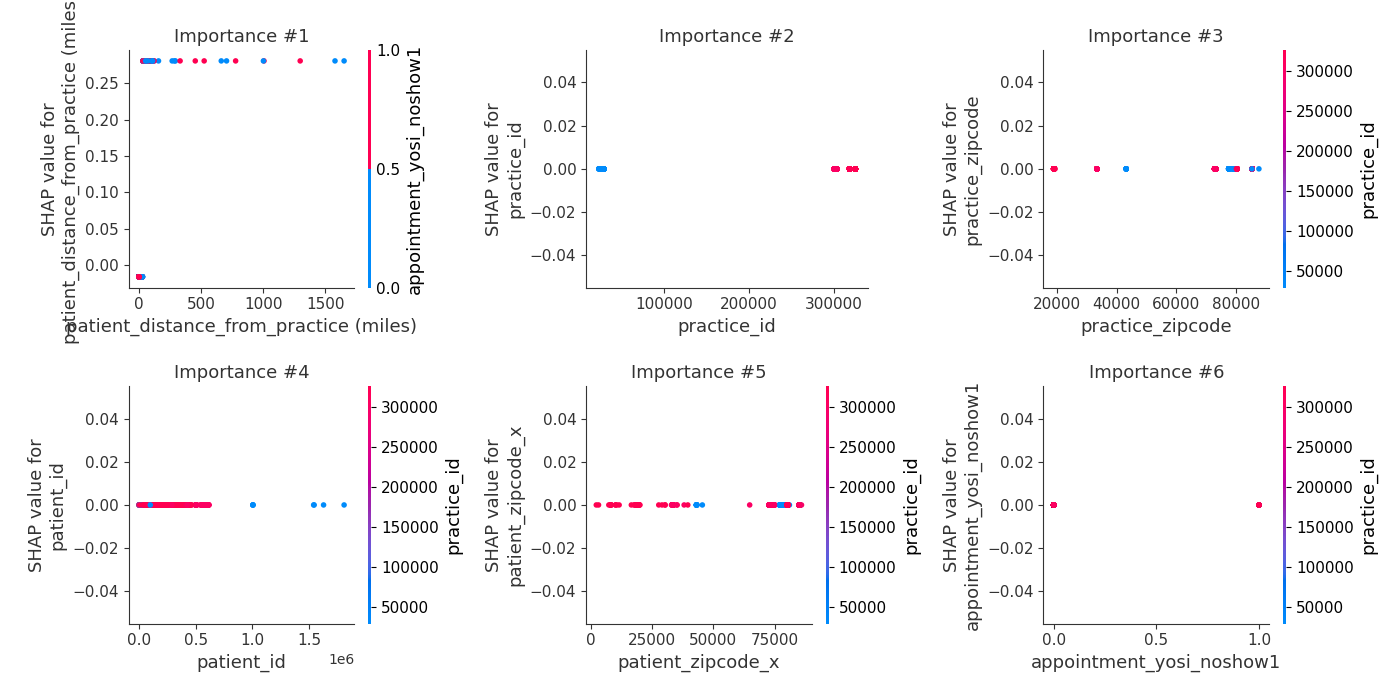 Importance #1
SHAP value for
patient_distance_from_practice (miles
0.25
0.20
0.15
0.10
0.05
0.00
0
500
1000
1500
patient_distance_from_practice (miles)
1.0
0.5
0.0
appointment_yosi_noshow1
Importance #2
SHAP value for
practice_id
0.04
0.02
0.00
−0.02
−0.04
100000
200000
300000
practice_id
Importance #3
SHAP value for
practice_zipcode
0.04
0.02
0.00
−0.02
−0.04
20000
40000
60000
80000
practice_zipcode
300000
250000
200000
150000
100000
50000
practice_id
Importance #4
SHAP value for
patient_id
0.04
0.02
0.00
−0.02
−0.04
0.0
0.5
1.0
1.5
1e6
patient_id
300000
250000
200000
150000
100000
50000
practice_id
Importance #5
SHAP value for
patient_zipcode_x
0.04
0.02
0.00
−0.02
−0.04
0
25000
50000
75000
patient_zipcode_x
300000
250000
200000
150000
100000
50000
practice_id
Importance #6
SHAP value for
appointment_yosi_noshow1
0.04
0.02
0.00
−0.02
−0.04
0.0
0.5
1.0
appointment_yosi_noshow1
300000
250000
200000
150000
100000
50000
practice_id